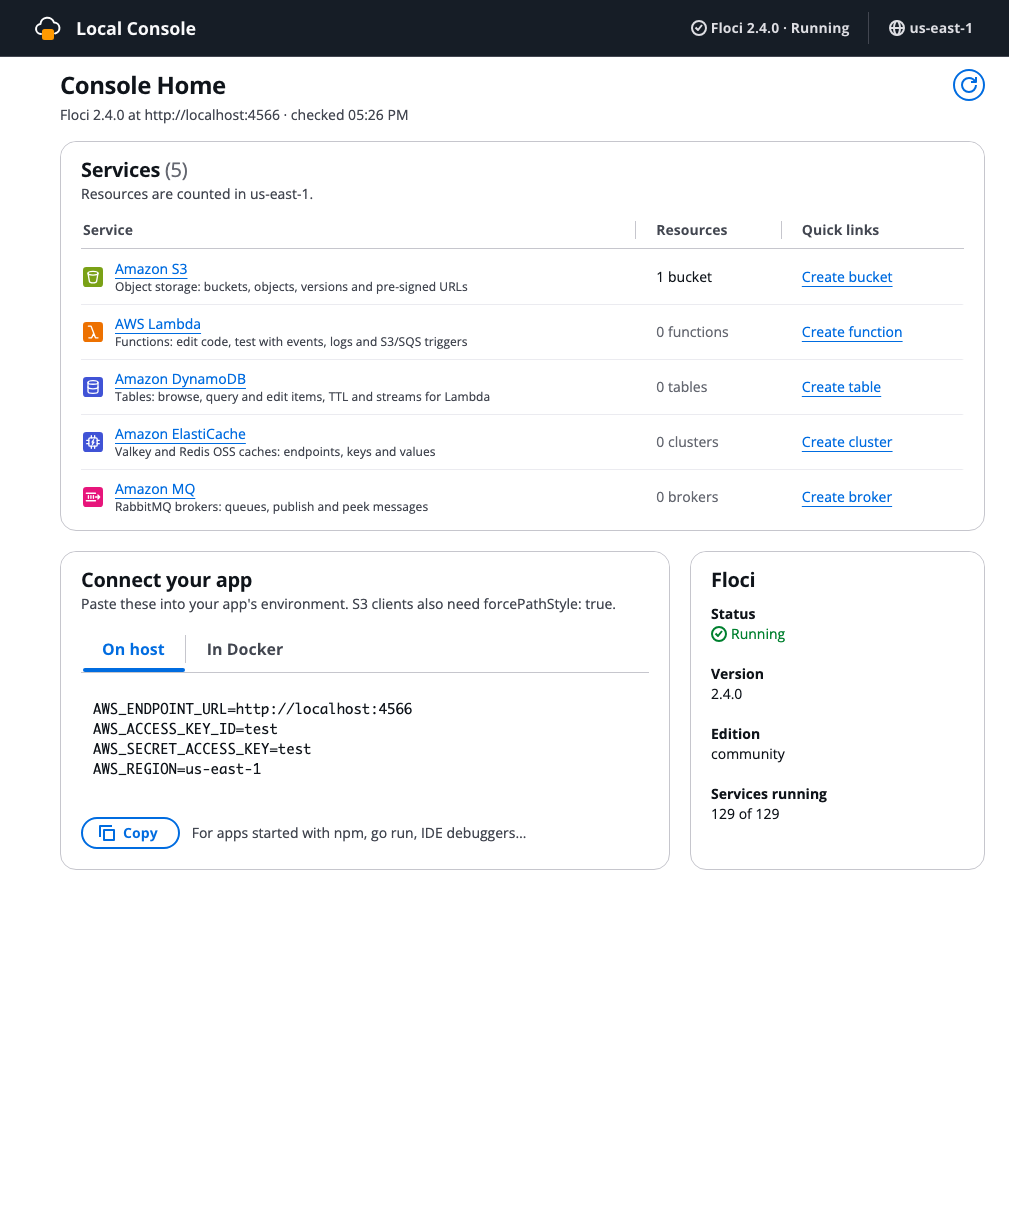 Local Console
Floci 2.4.0 · Running
us-east-1
Console Home
Floci 2.4.0 at http://localhost:4566 · checked 05:26 PM
Services (5)
Resources are counted in us-east-1.
Service Resources Quick links
Amazon S3
Object storage: buckets, objects, versions and pre-signed URLs
1 bucket
Create bucket
AWS Lambda
Functions: edit code, test with events, logs and S3/SQS triggers
0 functions
Create function
Amazon DynamoDB
Tables: browse, query and edit items, TTL and streams for Lambda
0 tables
Create table
Amazon ElastiCache
Valkey and Redis OSS caches: endpoints, keys and values
0 clusters
Create cluster
Amazon MQ
RabbitMQ brokers: queues, publish and peek messages
0 brokers
Create broker
Connect your app
Paste these into your app's environment. S3 clients also need forcePathStyle: true.
On host
In Docker
AWS_ENDPOINT_URL=http://localhost:4566
AWS_ACCESS_KEY_ID=test
AWS_SECRET_ACCESS_KEY=test
AWS_REGION=us-east-1
Copy
For apps started with npm, go run, IDE debuggers...
Floci
Status
Running
Version
2.4.0
Edition
community
Services running
129 of 129